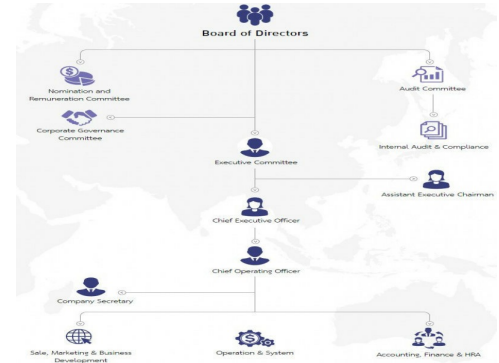 Board of Directors
Nomination and
Remuneration Committee
Audit Committee
Corporate Governance
Committee
Internal Audit & Compliance
Executive Committee
Assistant Executive Chairman
Chief Executive Officer
Chief Operating Officer
Company Secretary
Sale, Marketing & Business
Development
Operation & System
Accounting, Finance & HRA